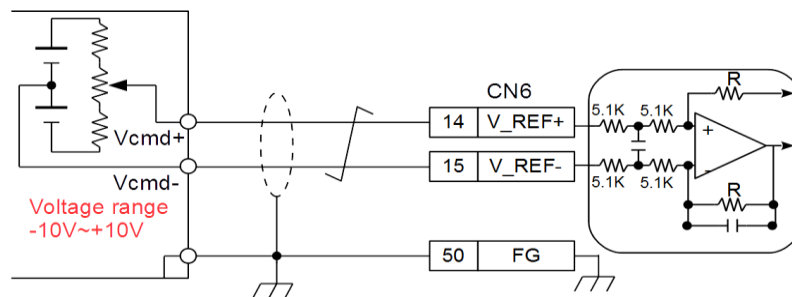 CN6
Vcmd+
14 V_REF+
5.1K 5.1K
R
+
Vcmd-
15 V_REF-
5.1K 5.1K
-
R
Voltage range
-10V~+10V
50 FG